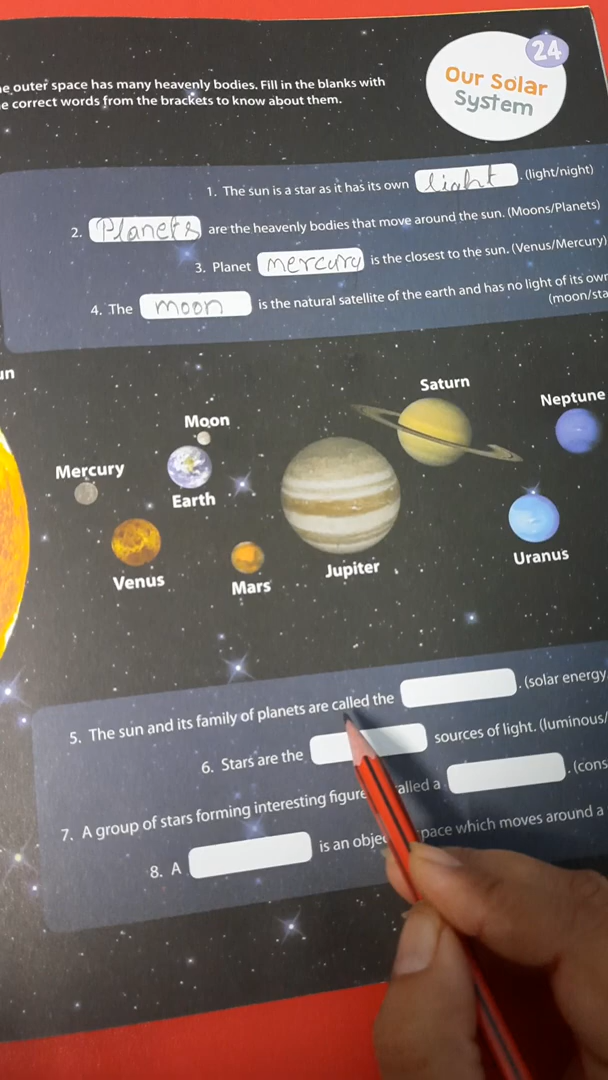 24
Our Solar
System
outer space has many heavenly bodies. Fill in the blanks with
correct words from the brackets to know about them.
1. The sun is a star as it has its own light. (light/night)
2. Planets are the heavenly bodies that move around the sun. (Moons/Planets)
3. Planet mercury is the closest to the sun. (Venus/Mercury)
4. The moon is the natural satellite of the earth and has no light of its own
(moon/sta
Saturn
Neptune
Moon
Mercury
Earth
Uranus
Jupiter
Venus
Mars
5. The sun and its family of planets are called the . (solar energy
6. Stars are the sources of light. (luminous/
7. A group of stars forming interesting figure alled a . (cons
8. A is an obje pace which moves around a